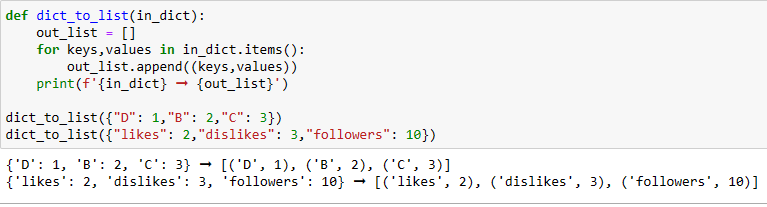 def dict_to_list(in_dict):
    out_list = []
    for keys,values in in_dict.items():
        out_list.append((keys,values))
    print(f'{in_dict} ➞ {out_list}')
dict_to_list({"D": 1,"B": 2,"C": 3})
dict_to_list({"likes": 2,"dislikes": 3,"followers": 10})
{'D': 1, 'B': 2, 'C': 3} ➞ [('D', 1), ('B', 2), ('C', 3)]
{'likes': 2, 'dislikes': 3, 'followers': 10} ➞ [('likes', 2), ('dislikes', 3), ('followers', 10)]